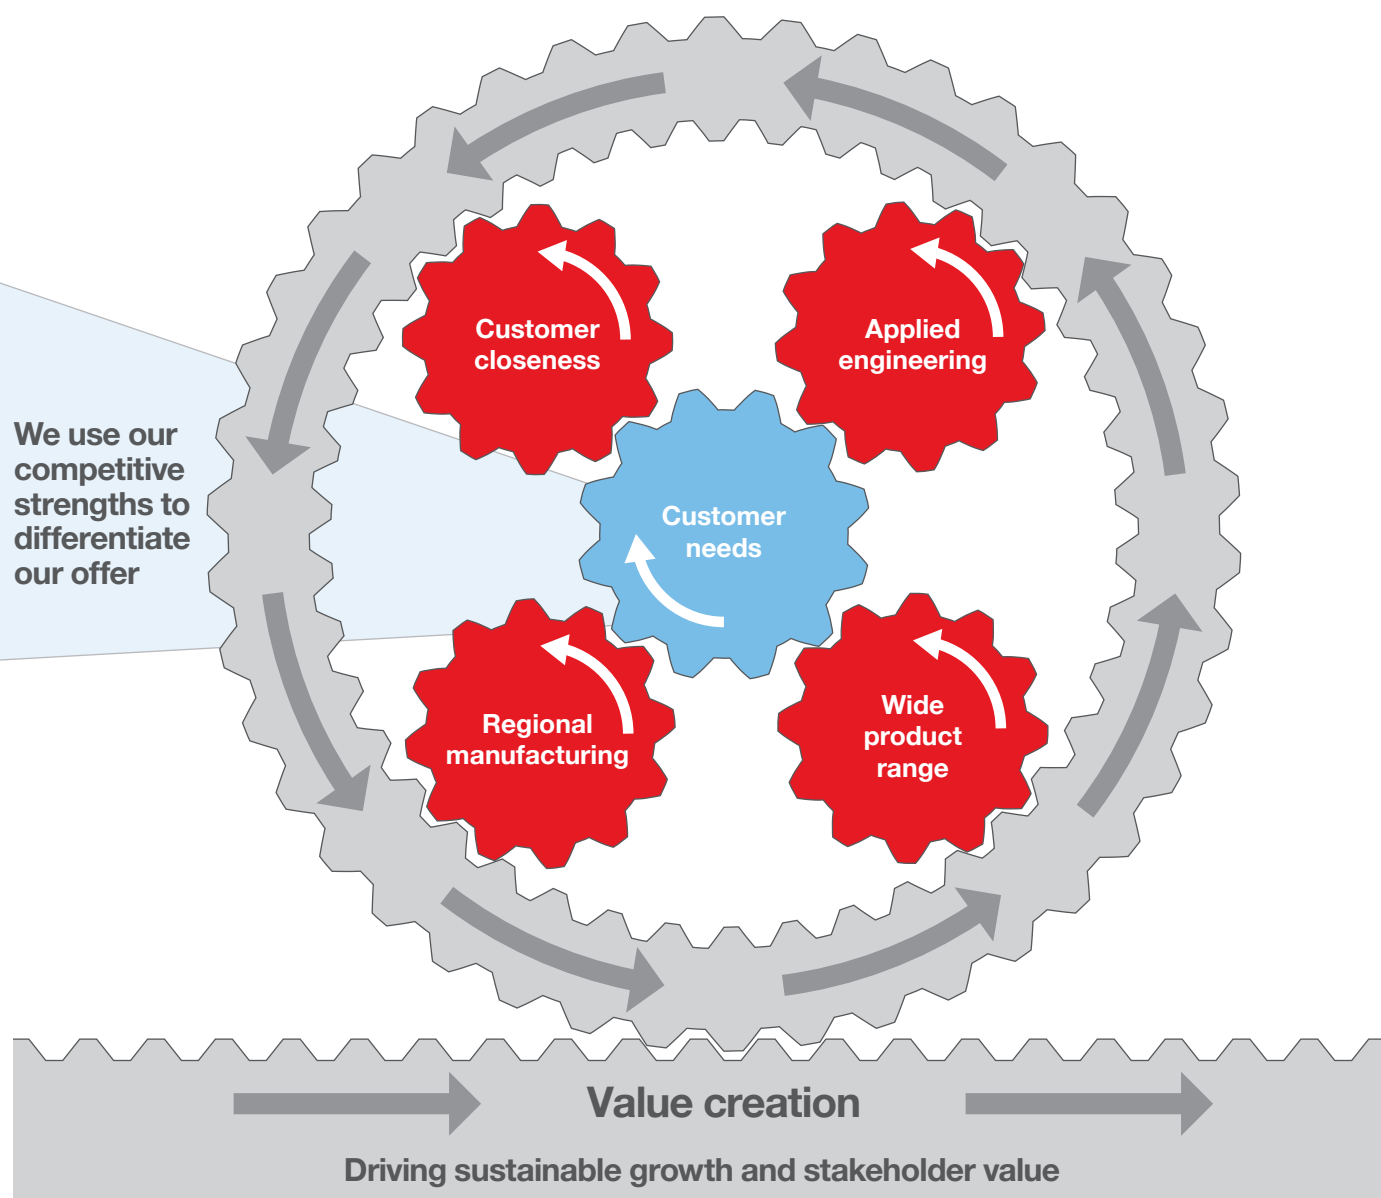 Customer
closeness
Applied
engineering
We use our
competitive
strengths to
differentiate
our offer
Customer
needs
Regional
manufacturing
Wide
product
range
Value creation
Driving sustainable growth and stakeholder value